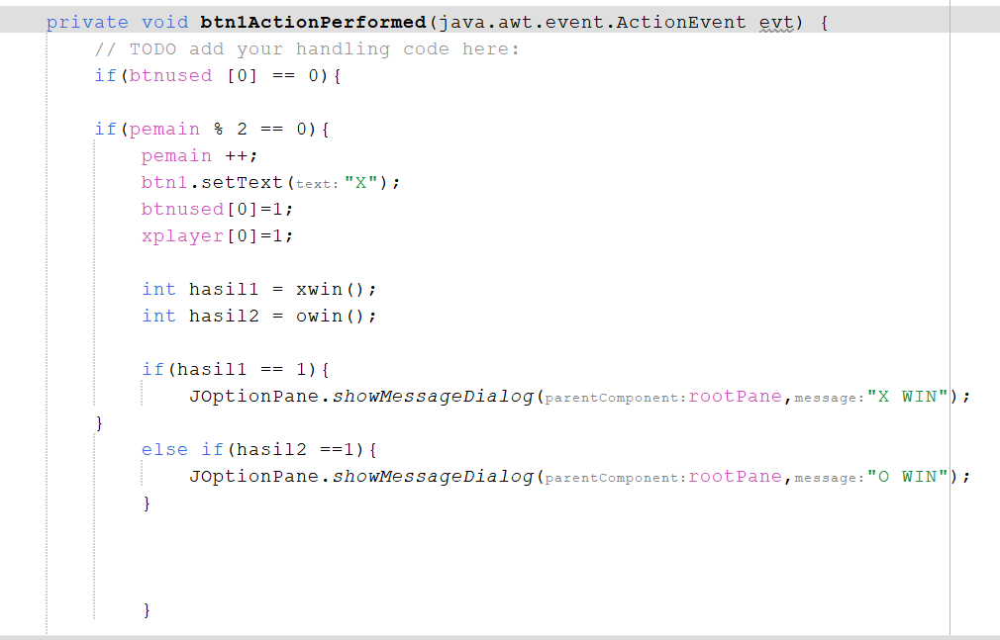 private void btn1ActionPerformed(java.awt.event.ActionEvent evt) {
// TODO add your handling code here:
if(btnused [0] == 0){
if(pemain % 2 == 0){
pemain ++;
btn1.setText(text: "X");
btnused[0]=1;
xplayer[0]=1;
int hasil1 = xwin();
int hasil2 = owin();
if(hasil1 == 1){
JOptionPane.showMessageDialog(parentComponent: rootPane, message: "X WIN");
}
else if(hasil2 ==1){
JOptionPane.showMessageDialog(parentComponent: rootPane, message: "O WIN");
}
}